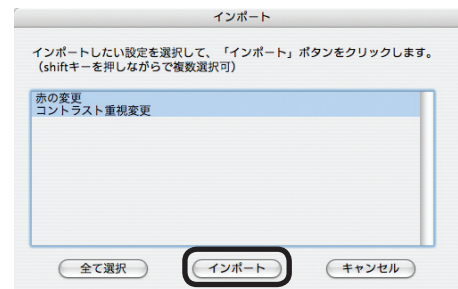 インポート
インポートしたい設定を選択して、「インポート」ボタンをクリックします。
（shiftキーを押しながらで複数選択可）
赤の変更
コントラスト重視変更
全て選択
インポート
キャンセル